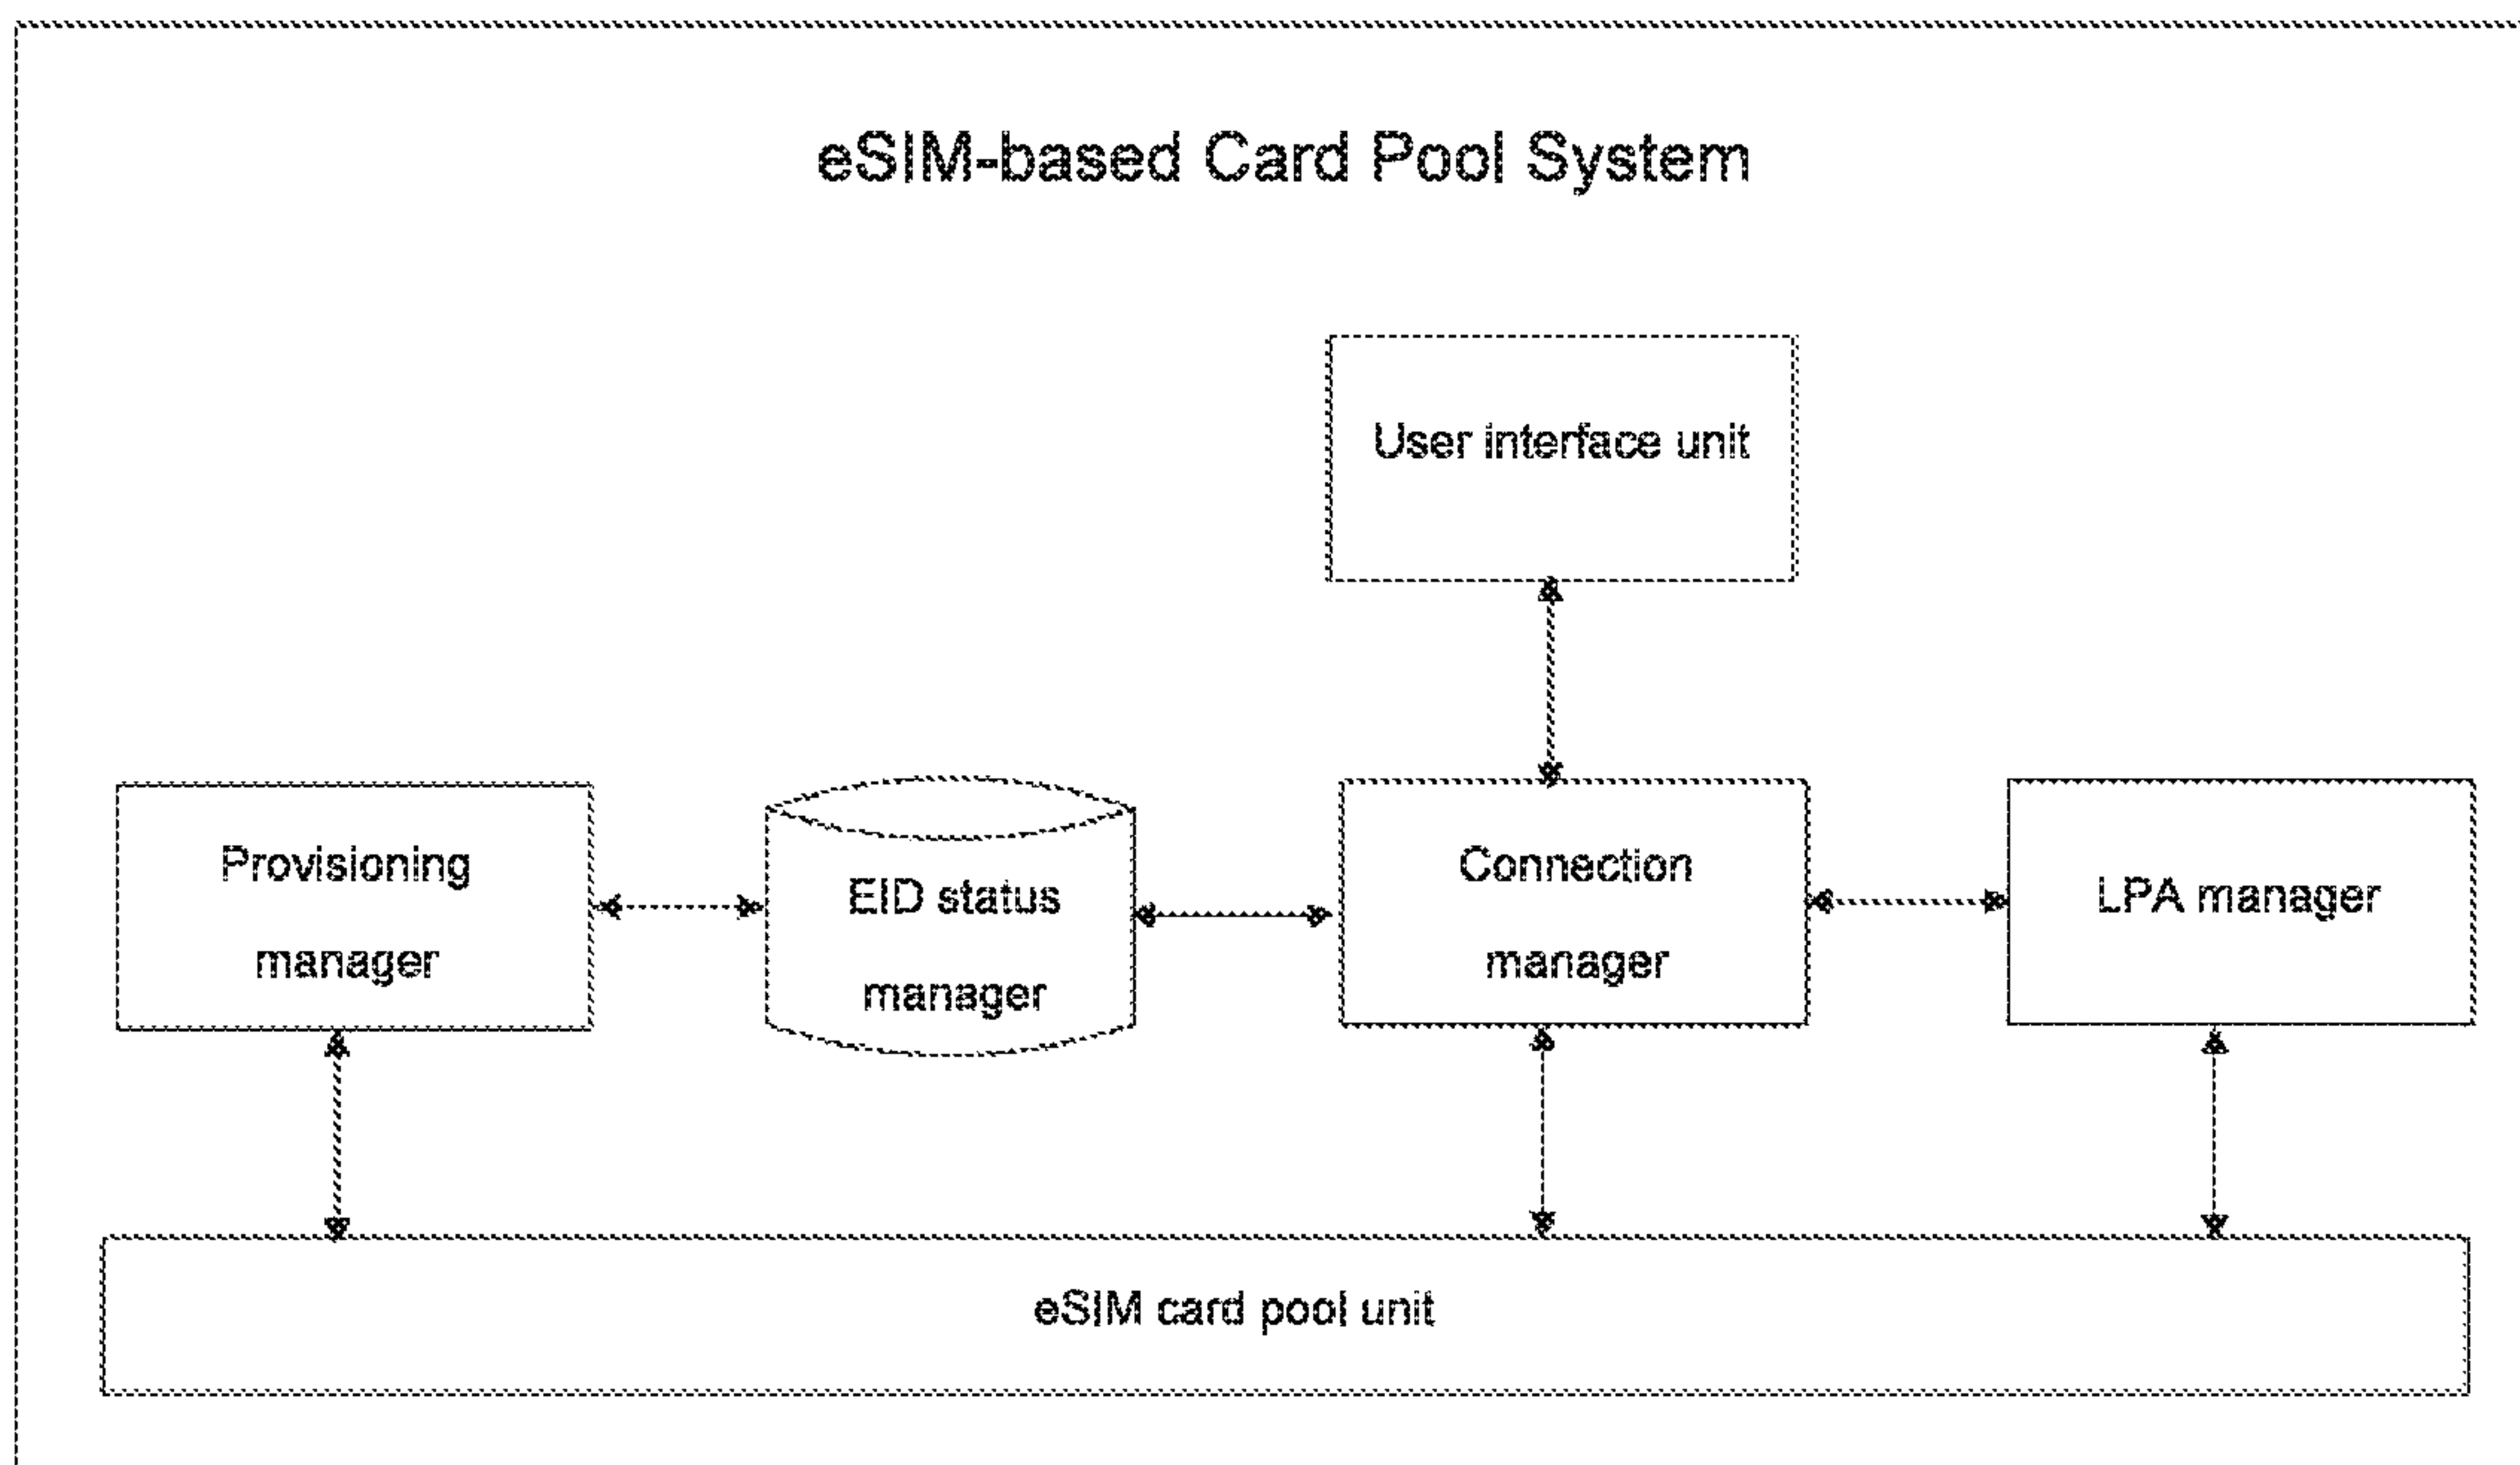 eSIM-based Card Pool System
User interface unit
Provisioning
manager
EID status
manager
Connection
manager
LPA manager
eSIM card pool unit